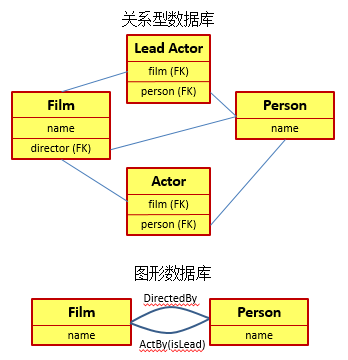 关系型数据库
Lead Actor
film (FK)
person (FK)
Film
name
director (FK)
Person
name
Actor
film (FK)
person (FK)
图形数据库
DirectedBy
Film
name
Person
name
ActBy(isLead)